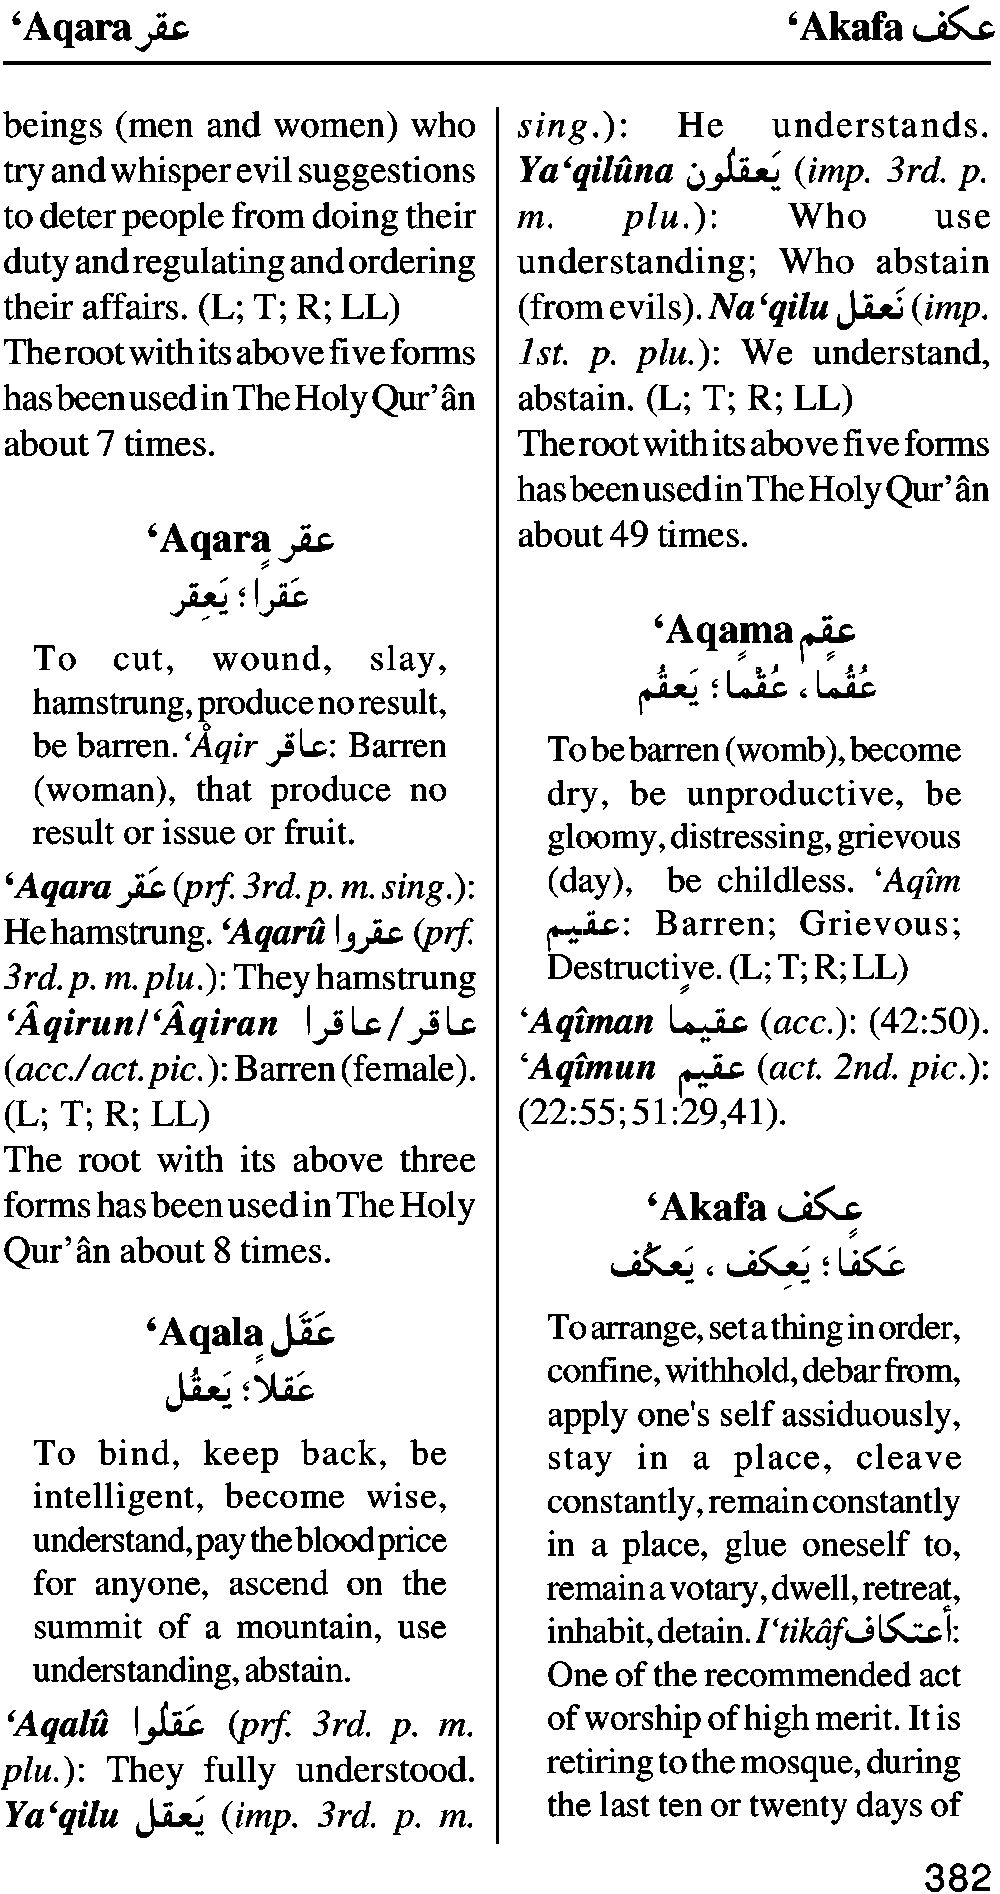 ‘Aqara عقر
‘Akafa عكف
beings (men and women) who
try and whisper evil suggestions
to deter people from doing their
duty and regulating and ordering
their affairs. (L; T; R; LL)
The root with its above five forms
has been used in The Holy Qur’ân
about 7 times.
‘Aqara عقر
عَقرا ؛ يَعِقر
To cut, wound, slay,
hamstrung, produce no result,
be barren. ‘Âqir عاقر: Barren
(woman), that produce no
result or issue or fruit.
‘Aqara عَقر (prf. 3rd. p. m. sing.):
He hamstrung. ‘Aqarû عقروا (prf.
3rd. p. m. plu.): They hamstrung
‘Âqirun/‘Âqiran عاقر/عاقرا
(acc./ act. pic.): Barren (female).
(L; T; R; LL)
The root with its above three
forms has been used in The Holy
Qur’ân about 8 times.
‘Aqala عَقَلٍ
عَقلاً؛ يَعقُل
To bind, keep back, be
intelligent, become wise,
understand, pay the blood price
for anyone, ascend on the
summit of a mountain, use
understanding, abstain.
‘Aqalû عَقَلُوا (prf. 3rd. p. m.
plu.): They fully understood.
Ya‘qilu يَعقل (imp. 3rd. p. m.
sing.): He understands.
Ya‘qilûna يَعقلُون (imp. 3rd. p.
m. plu.): Who use
understanding; Who abstain
(from evils). Na‘qilu نَعقل (imp.
1st. p. plu.): We understand,
abstain. (L; T; R; LL)
The root with its above five forms
has been used in The Holy Qur’ân
about 49 times.
‘Aqama عقٍم
عُقُما، عُقْما ؛ يَعقُم
To be barren (womb), become
dry, be unproductive, be
gloomy, distressing, grievous
(day), be childless. ‘Aqîm
عقيم: Barren; Grievous;
Destructive. (L; T; R; LL)
‘Aqîman عقيما (acc.): (42:50).
‘Aqîmun عقيم (act. 2nd. pic.):
(22:55; 51:29,41).
‘Akafa عكف
عَكفًا ؛ يَعِكف ، يَعكُف
To arrange, set a thing in order,
confine, withhold, debar from,
apply one's self assiduously,
stay in a place, cleave
constantly, remain constantly
in a place, glue oneself to,
remain a votary, dwell, retreat,
inhabit, detain. I‘tikâf أعتكاف:
One of the recommended act
of worship of high merit. It is
retiring to the mosque, during
the last ten or twenty days of
382